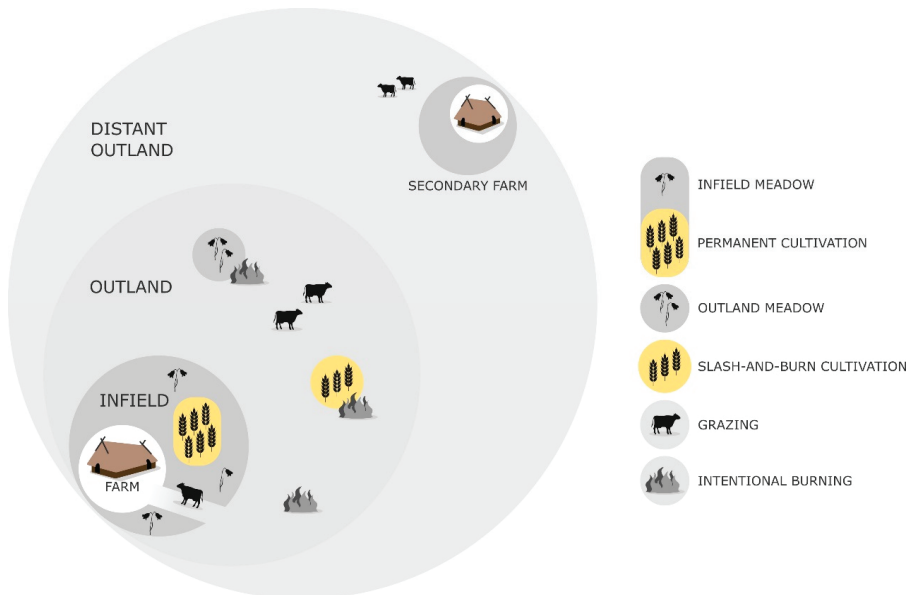 DISTANT
OUTLAND
SECONDARY FARM
OUTLAND
INFIELD
FARM
INFIELD MEADOW
PERMANENT CULTIVATION
OUTLAND MEADOW
SLASH-AND-BURN CULTIVATION
GRAZING
INTENTIONAL BURNING